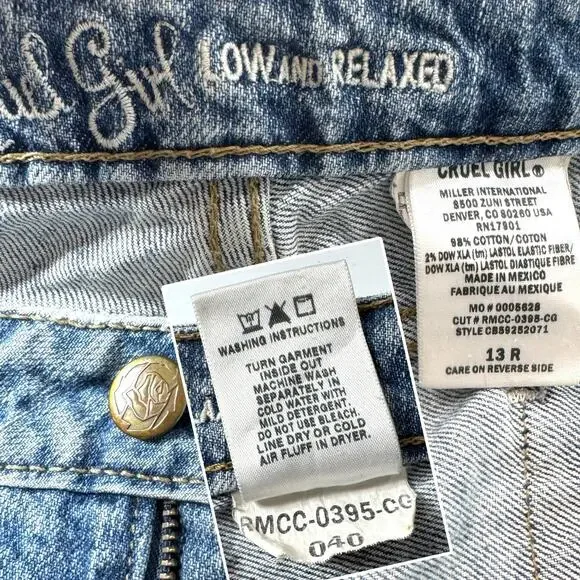 Girl LOW AND RELAXED
CRUEL GIRL®
MILLER INTERNATIONAL
8500 ZUNI STREET
DENVER, CO 80260 USA
RN17901
98% COTTON/COTON
2% DOW XLA (tm) LASTOL ELASTIC FIBER/
DOW XLA (tm) LASTOL DIASTIQUE FIBRE
MADE IN MEXICO
FABRIQUE AU MEXIQUE
MO # 0005628
CUT # RMCC-0395-CG
STYLE CB59252071
13 R
CARE ON REVERSE SIDE
WASHING INSTRUCTIONS
TURN GARMENT
INSIDE OUT
MACHINE WASH
SEPARATELY IN
COLD WATER WITH
MILD DETERGENT.
DO NOT USE BLEACH.
LINE DRY OR COLD
AIR FLUFF IN DRYER.
RMCC-0395-CG
040